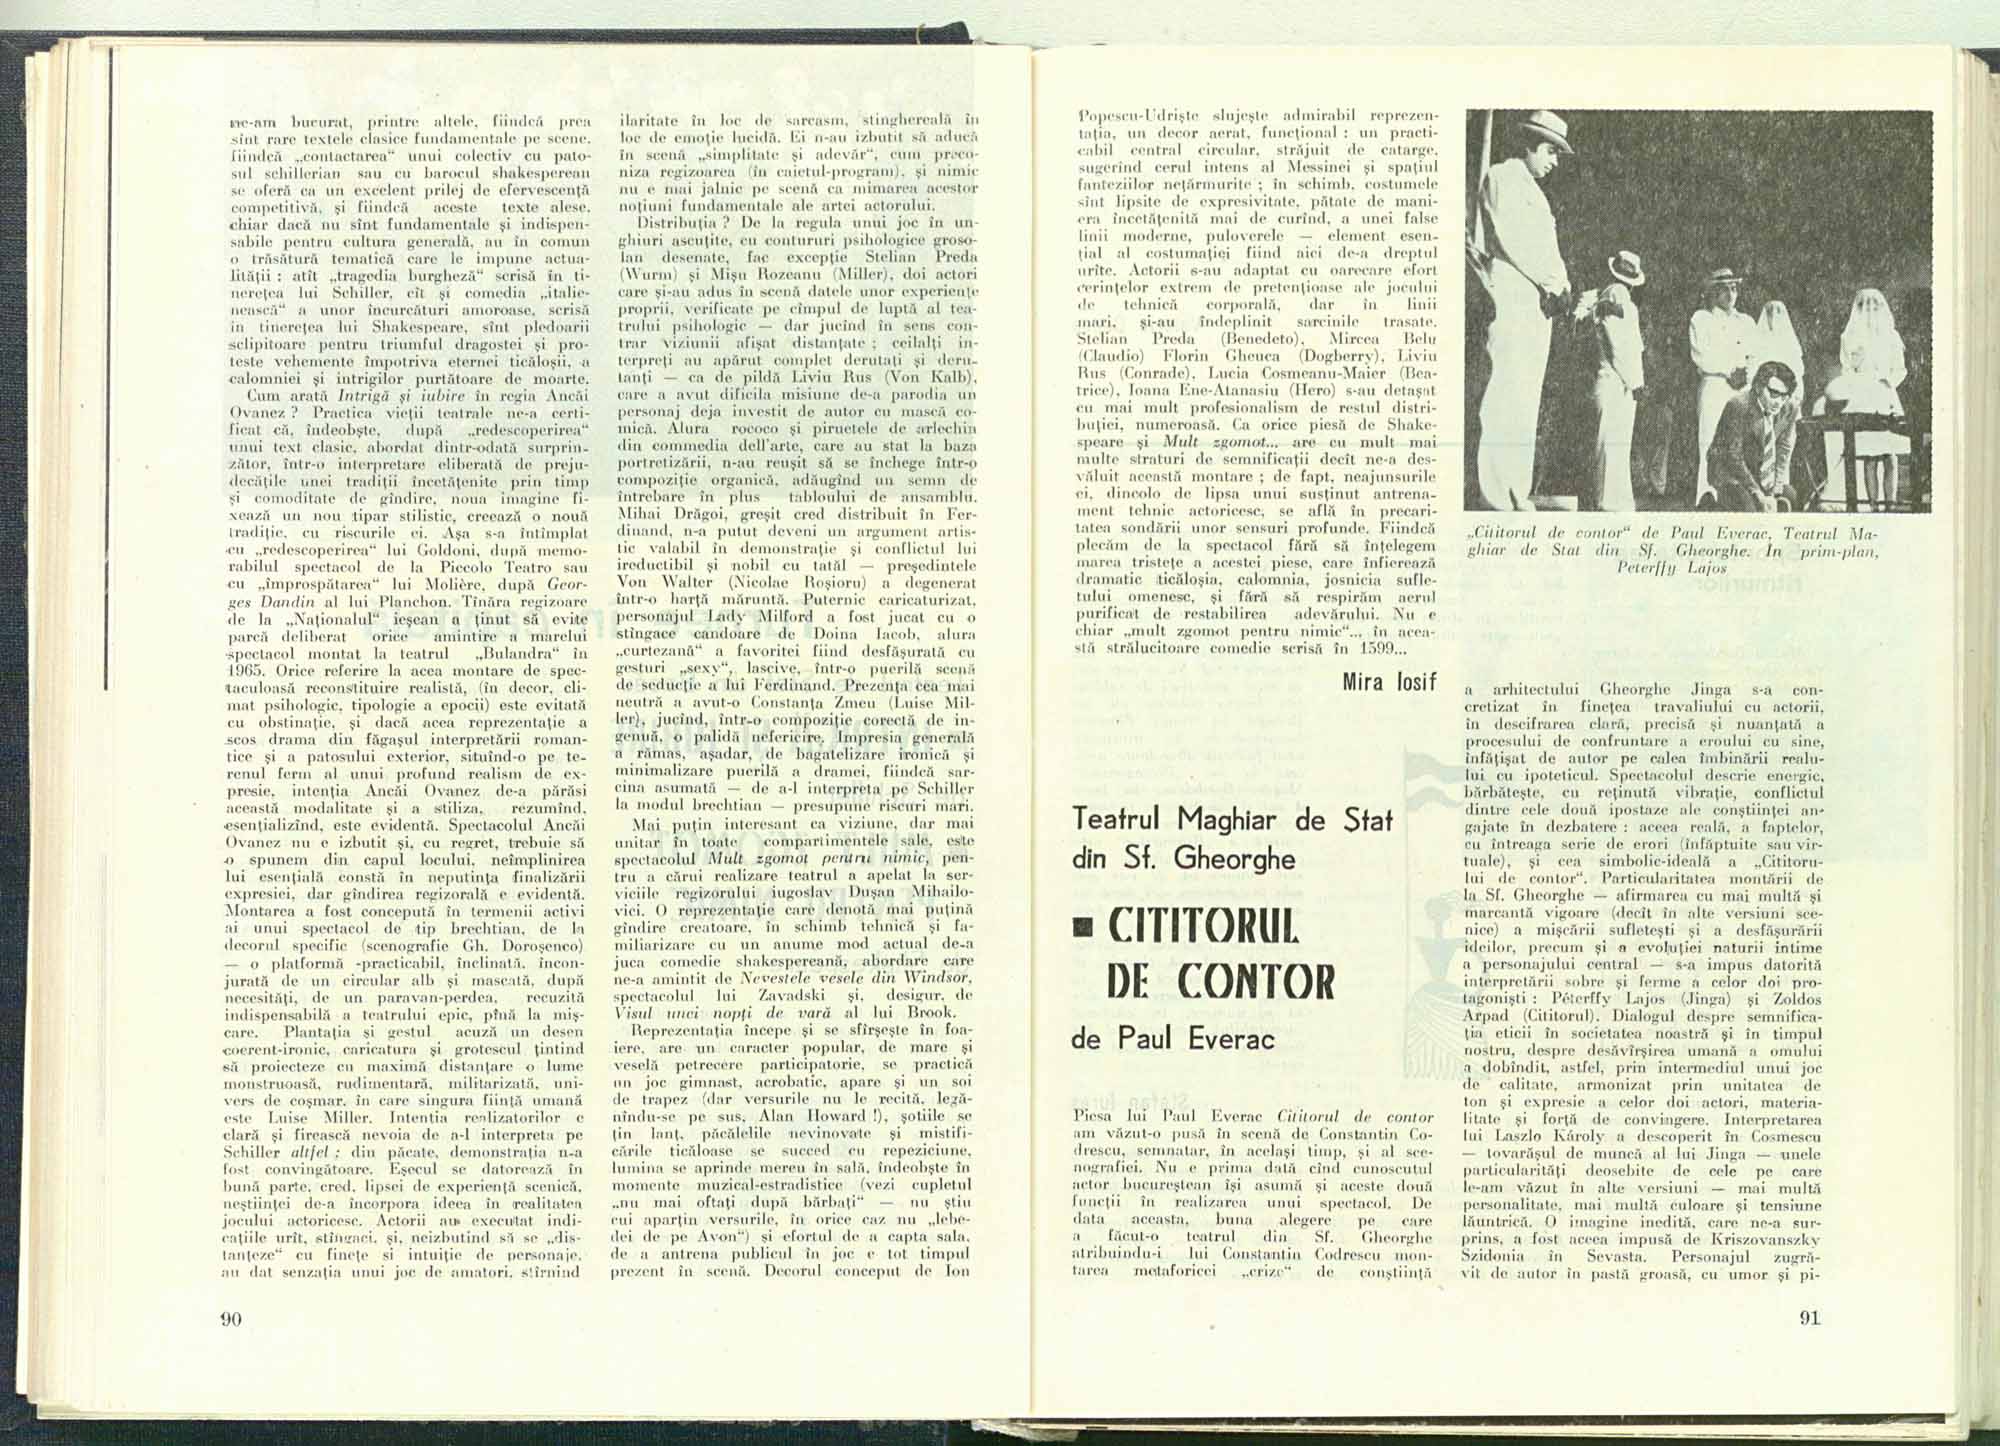 ne-am bucurat, printre altele, fiindcă prea
sînt rare textele clasice fundamentale pe scene,
fiindcă „contactarea“ unui colectiv cu pato-
sul schillerian sau cu barocul shakesperean
se oferă ca un excelent prilej de efervescență
competitivă, și fiindcă aceste texte alese,
chiar dacă nu sînt fundamentale și indispen-
sabile pentru cultura generală, au în comun
o trăsătură tematică care le impune actua-
lității : atît „tragedia burgheză“ scrisă în ti-
nerețea lui Schiller, cît și comedia „italie-
nească“ a unor încurcături amoroase, scrisă
în tinerețea lui Shakespeare, sînt pledoarii
sclipitoare pentru triumful dragostei și pro-
teste vehemente împotriva eternei ticăloșii, a
calomniei și intrigilor purtătoare de moarte.
Cum arată Intrigă și iubire în regia Ancăi
Ovanez ? Practica vieții teatrale ne-a certi-
ficat că, îndeobște, după „redescoperirea“
unui text clasic, abordat dintr-odată surprin-
zător, într-o interpretare eliberată de preju-
decățile unei tradiții încetățenite prin timp
și comoditate de gîndire, noua imagine fi-
xează un nou tipar stilistic, creează o nouă
tradiție, cu riscurile ei. Așa s-a întîmplat
cu „redescoperirea“ lui Goldoni, după memo-
rabilul spectacol de la Piccolo Teatro sau
cu „împrospătarea“ lui Molière, după Geor-
ges Dandin al lui Planchon. Tînăra regizoare
de la „Naționalul“ ieșean a ținut să evite
parcă deliberat orice amintire a marelui
spectacol montat la teatrul „Bulandra“ în
1965. Orice referire la acea montare de spec-
taculoasă reconstituire realistă, (în decor, cli-
mat psihologic, tipologie a epocii) este evitată
cu obstinație, și dacă acea reprezentație a
scos drama din făgașul interpretării roman-
tice și a patosului exterior, situînd-o pe te-
renul ferm al unui profund realism de ex-
presie, intenția Ancăi Ovanez de-a părăsi
această modalitate și a stiliza, rezumînd,
esențializînd, este evidentă. Spectacolul Ancăi
Ovanez nu e izbutit și, cu regret, trebuie să
o spunem din capul locului, neîmplinirea
lui esențială constă în neputința finalizării
expresiei, dar gîndirea regizorală e evidentă.
Montarea a fost concepută în termenii activi
ai unui spectacol de tip brechtian, de la
decorul specific (scenografie Gh. Doroșenco)
— o platformă -practicabil, înclinată, încon-
jurată de un circular alb și mascată, după
necesități, de un paravan-perdea, recuzită
indispensabilă a teatrului epic, pînă la miș-
care. Plantația și gestul acuză un desen
coerent-ironic, caricatura și grotescul țintind
să proiecteze cu maximă distanțare o lume
monstruoasă, rudimentară, militarizată, uni-
vers de coșmar, în care singura ființă umană
este Luise Miller. Intenția realizatorilor e
clară și firească nevoia de a-l interpreta pe
Schiller altfel ; din păcate, demonstrația n-a
fost convingătoare. Eșecul se datorează în
bună parte, cred, lipsei de experiență scenică,
neștiinței de-a încorpora ideea în realitatea
jocului actoricesc. Actorii au executat indi-
cațiile urît, stîngaci, și, neizbutind să se „dis-
tanțeze“ cu finețe și intuiție de personaje,
au dat senzația unui joc de amatori, stîrnind
ilaritate în loc de sarcasm, stinghereală în
loc de emoție lucidă. Ei n-au izbutit să aducă
în scenă „simplitate și adevăr“, cum preco-
niza regizoarea (în caietul-program), și nimic
nu e mai jalnic pe scenă ca mimarea acestor
noțiuni fundamentale ale artei actorului.
Distribuția ? De la regula unui joc în un-
ghiuri ascuțite, cu contururi psihologice groso-
lan desenate, fac excepție Stelian Preda
(Wurm) și Mișu Rozeanu (Miller), doi actori
care și-au adus în scenă datele unor experiențe
proprii, verificate pe cîmpul de luptă al tea-
trului psihologic — dar jucînd în sens con-
trar viziunii afișat distanțate ; ceilalți in-
terpreți au apărut complet derutați și deru-
tanți — ca de pildă Liviu Rus (Von Kalb),
care a avut dificila misiune de-a parodia un
personaj deja investit de autor cu mască co-
mică. Alura rococo și piruetele de arlechin
din commedia dell'arte, care au stat la baza
portretizării, n-au reușit să se închege într-o
compoziție organică, adăugînd un semn de
întrebare în plus tabloului de ansamblu.
Mihai Drăgoi, greșit cred distribuit în Fer-
dinand, n-a putut deveni un argument artis-
tic valabil în demonstrație și conflictul lui
ireductibil și nobil cu tatăl — președintele
Von Walter (Nicolae Roșioru) a degenerat
într-o harță măruntă. Puternic caricaturizat,
personajul Lady Milford a fost jucat cu o
stîngace candoare de Doina Iacob, alura
„curtezană“ a favoritei fiind desfășurată cu
gesturi „sexy“, lascive, într-o puerilă scenă
de seducție a lui Ferdinand. Prezența cea mai
neutră a avut-o Constanța Zmeu (Luise Mil-
ler), jucînd, într-o compoziție corectă de in-
genuă, o palidă nefericire. Impresia generală
a rămas, așadar, de bagatelizare ironică și
minimalizare puerilă a dramei, fiindcă sar-
cina asumată — de a-l interpreta pe Schiller
la modul brechtian — presupune riscuri mari.
Mai puțin interesant ca viziune, dar mai
unitar în toate compartimentele sale, este
spectacolul Mult zgomot pentru nimic, pen-
tru a cărui realizare teatrul a apelat la ser-
viciile regizorului iugoslav Dușan Mihailo-
vici. O reprezentație care denotă mai puțină
gîndire creatoare, în schimb tehnică și fa-
miliarizare cu un anume mod actual de-a
juca comedie shakespereană, abordare care
ne-a amintit de Nevestele vesele din Windsor,
spectacolul lui Zavadski și, desigur, de
Visul unei nopți de vară al lui Brook.
Reprezentația începe și se sfîrșește în foa-
iere, are un caracter popular, de mare și
veselă petrecere participatorie, se practică
un joc gimnast, acrobatic, apare și un soi
de trapez (dar versurile nu le recită, legă-
nîndu-se pe sus, Alan Howard !), șotiile se
țin lanț, păcălelile nevinovate și mistifi-
cările ticăloase se succed cu repeziciune,
lumina se aprinde mereu în sală, îndeobște în
momente muzical-estradistice (vezi cupletul
„nu mai oftați după bărbați“ — nu știu
cui aparțin versurile, în orice caz nu „lebe-
dei de pe Avon“) și efortul de a capta sala,
de a antrena publicul în joc e tot timpul
prezent în scenă. Decorul conceput de Ion
90
Popescu-Udriște slujește admirabil reprezen-
tația, un decor aerat, funcțional : un practi-
cabil central circular, străjuit de catarge,
sugerînd cerul intens al Messinei și spațiul
fanteziilor nețărmurite ; în schimb, costumele
sînt lipsite de expresivitate, pătate de mani-
era încetățenită mai de curînd, a unei false
linii moderne, puloverele — element esen-
țial al costumației fiind aici de-a dreptul
urîte. Actorii s-au adaptat cu oarecare efort
cerințelor extrem de pretențioase ale jocului
de tehnică corporală, dar în linii
mari, și-au îndeplinit sarcinile trasate.
Stelian Preda (Benedeto), Mircea Belu
(Claudio) Florin Gheuca (Dogberry), Liviu
Rus (Conrade), Lucia Cosmeanu-Maier (Bea-
trice), Ioana Ene-Atanasiu (Hero) s-au detașat
cu mai mult profesionalism de restul distri-
buției, numeroasă. Ca orice piesă de Shake-
speare și Mult zgomot... are cu mult mai
multe straturi de semnificații decît ne-a dez-
văluit această montare ; de fapt, neajunsurile
ei, dincolo de lipsa unui susținut antrena-
ment tehnic actoricesc, se află în precari-
tatea sondării unor sensuri profunde. Fiindcă
plecăm de la spectacol fără să înțelegem
marea tristețe a acestei piese, care înfierează
dramatic ticăloșia, calomnia, josnicia sufle-
tului omenesc, și fără să respirăm aerul
purificat de restabilirea adevărului. Nu e
chiar „mult zgomot pentru nimic“... în acea-
stă strălucitoare comedie scrisă în 1599...
Mira Iosif
„Cititorul de contor“ de Paul Everac, Teatrul Ma-
ghiar de Stat din Sf. Gheorghe. În prim-plan,
Péterffy Lajos
Teatrul Maghiar de Stat
din Sf. Gheorghe
■ CITITORUL
DE CONTOR
de Paul Everac
Piesa lui Paul Everac Cititorul de contor
am văzut-o pusă în scenă de Constantin Co-
drescu, semnatar, în același timp, și al sce-
nografiei. Nu e prima dată cînd cunoscutul
actor bucureștean își asumă și aceste două
funcții în realizarea unui spectacol. De
data aceasta, buna alegere pe care
a făcut-o teatrul din Sf. Gheorghe
atribuindu-i lui Constantin Codrescu mon-
tarea metaforicei „crize“ de conștiință
a arhitectului Gheorghe Jinga s-a con-
cretizat în finețea travaliului cu actorii,
în descifrarea clară, precisă și nuanțată a
procesului de confruntare a eroului cu sine,
înfățișat de autor pe calea îmbinării realu-
lui cu ipoteticul. Spectacolul descrie energic,
bărbătește, cu reținută vibrație, conflictul
dintre cele două ipostaze ale conștiinței an-
gajate în dezbatere : aceea reală, a faptelor,
cu întreaga serie de erori (înfăptuite sau vir-
tuale), și cea simbolic-ideală a „Cititoru-
lui de contor“. Particularitatea montării de
la Sf. Gheorghe — afirmarea cu mai multă și
marcantă vigoare (decît în alte versiuni sce-
nice) a mișcării sufletești și a desfășurării
ideilor, precum și a evoluției naturii intime
a personajului central — s-a impus datorită
interpretării sobre și ferme a celor doi pro-
tagoniști : Péterffy Lajos (Jinga) și Zoldos
Arpad (Cititorul). Dialogul despre semnifica-
ția eticii în societatea noastră și în timpul
nostru, despre desăvîrșirea umană a omului
a dobîndit, astfel, prin intermediul unui joc
de calitate, armonizat prin unitatea de
ton și expresie a celor doi actori, materia-
litate și forță de convingere. Interpretarea
lui Laszlo Károly a descoperit în Cosmescu
— tovarășul de muncă al lui Jinga — unele
particularități deosebite de cele pe care
le-am văzut în alte versiuni — mai multă
personalitate, mai multă culoare și tensiune
lăuntrică. O imagine inedită, care ne-a sur-
prins, a fost aceea impusă de Kriszovanszky
Szidonia în Sevasta. Personajul zugră-
vit de autor în pastă groasă, cu umor și pi-
91